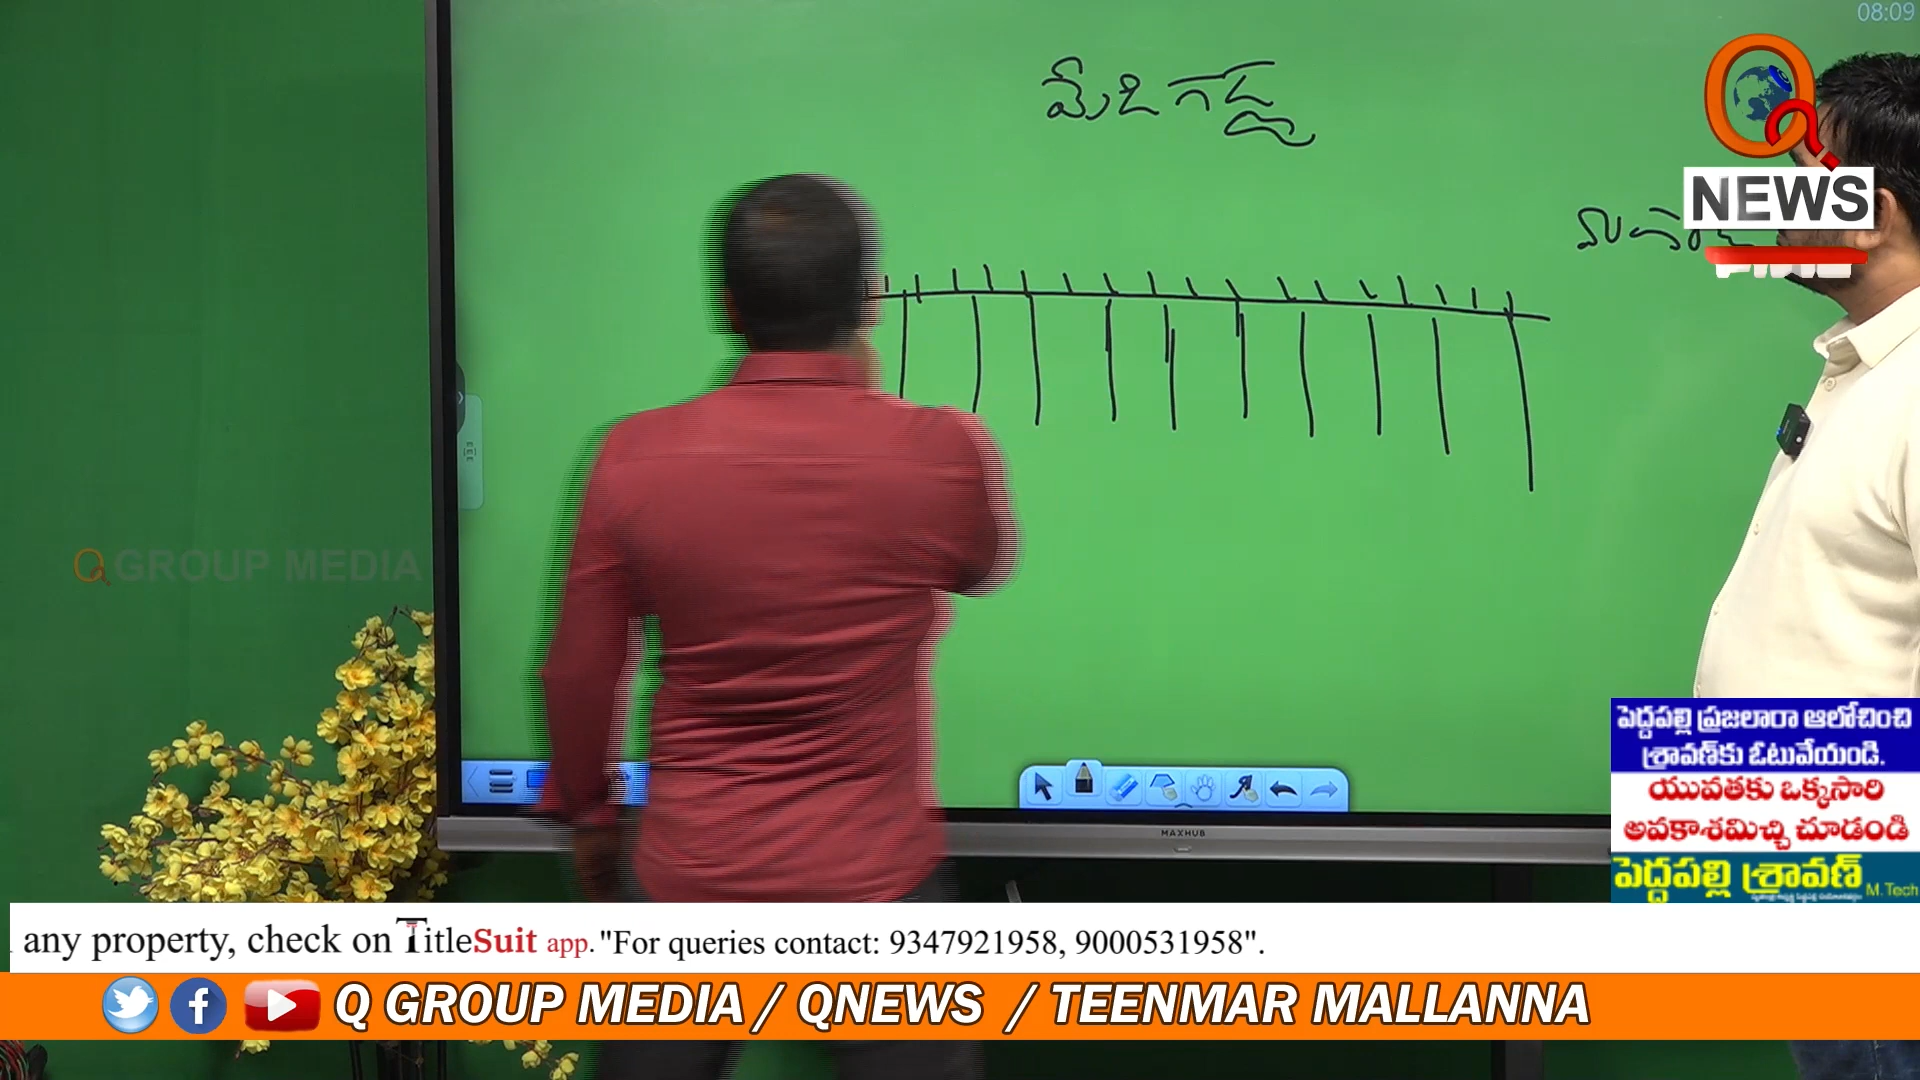 08:09
మేడిగడ్డ
Q
NEWS
Q GROUP MEDIA
MAXHUB
పెద్దపల్లి ప్రజలారా ఆలోచించి
శ్రావణ్‌కు ఓటువేయండి.
యువతకు ఒక్కసారి
అవకాశమిచ్చి చూడండి
పెద్దపల్లి శ్రావణ్ M.Tech
any property, check on TitleSuit app. "For queries contact: 9347921958, 9000531958".
Q GROUP MEDIA / QNEWS / TEENMAR MALLANNA